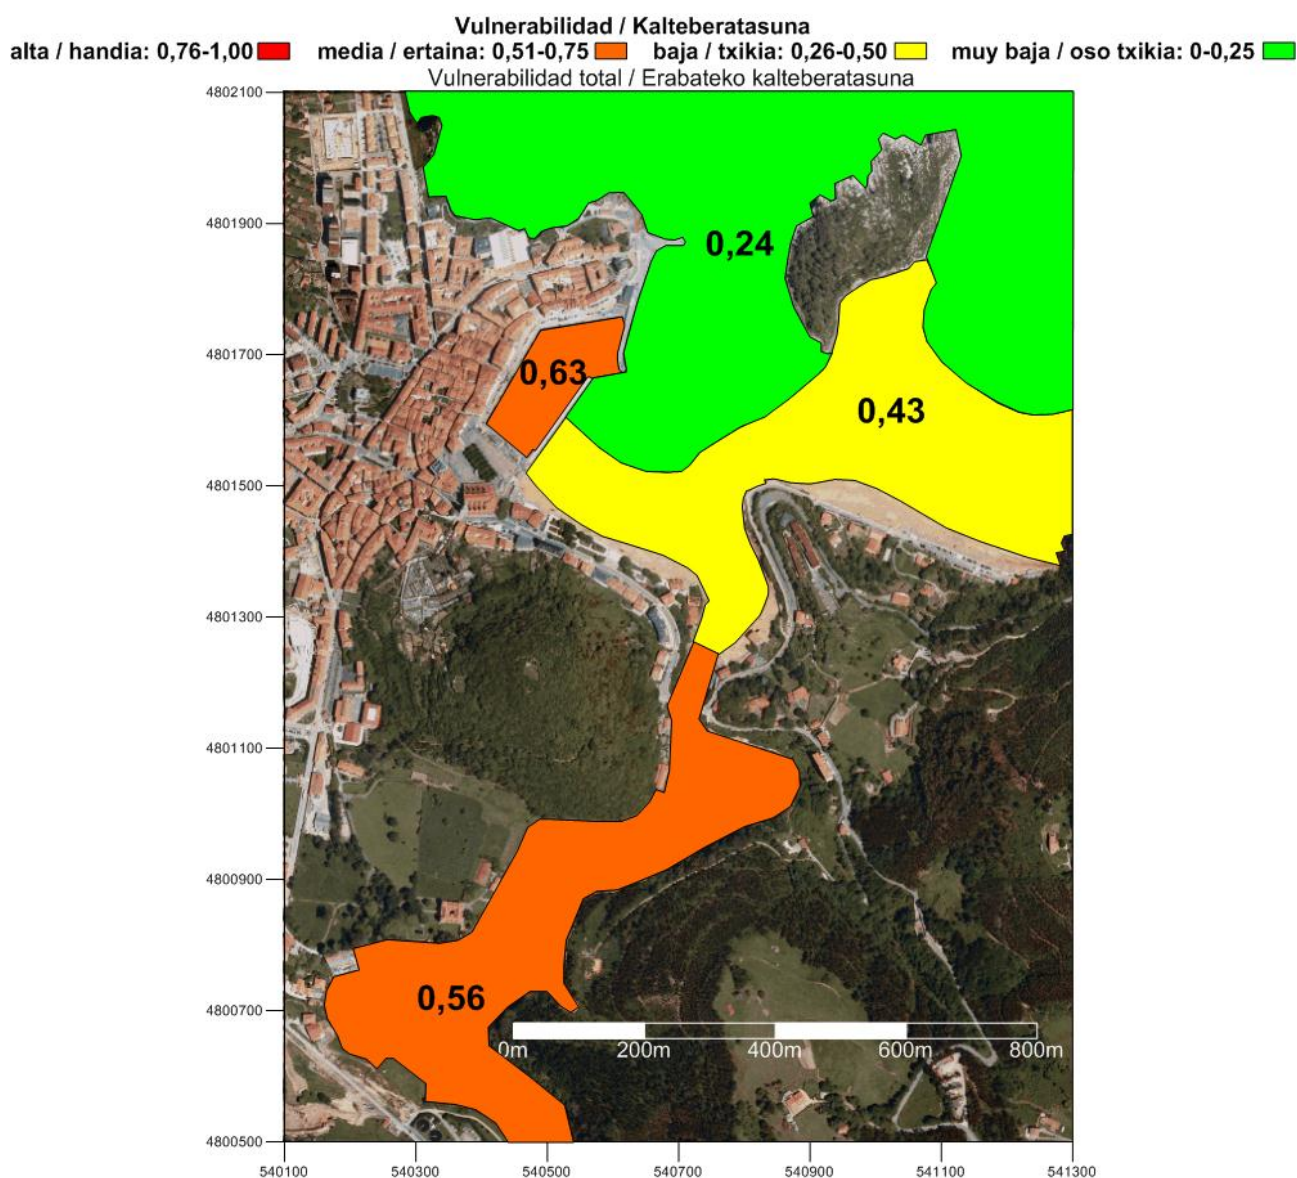 Vulnerabilidad / Kalteberatasuna
alta / handia: 0,76-1,00 media / ertaina: 0,51-0,75 baja / txikia: 0,26-0,50 muy baja / oso txikia: 0-0,25
Vulnerabilidad total / Erabateko kalteberatasuna
4802100
4801900
0,24
4801700
0,63
0,43
4801500
4801300
4801100
4800900
0,56
4800700
0m 200m 400m 600m 800m
4800500
540100 540300 540500 540700 540900 541100 541300